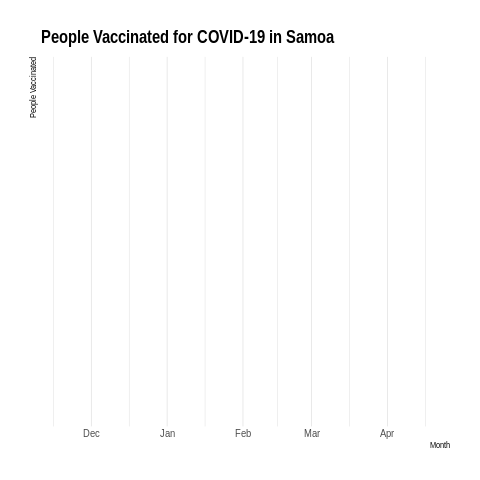 People Vaccinated for COVID-19 in Samoa
People Vaccinated
Dec Jan Feb Mar Apr
Month